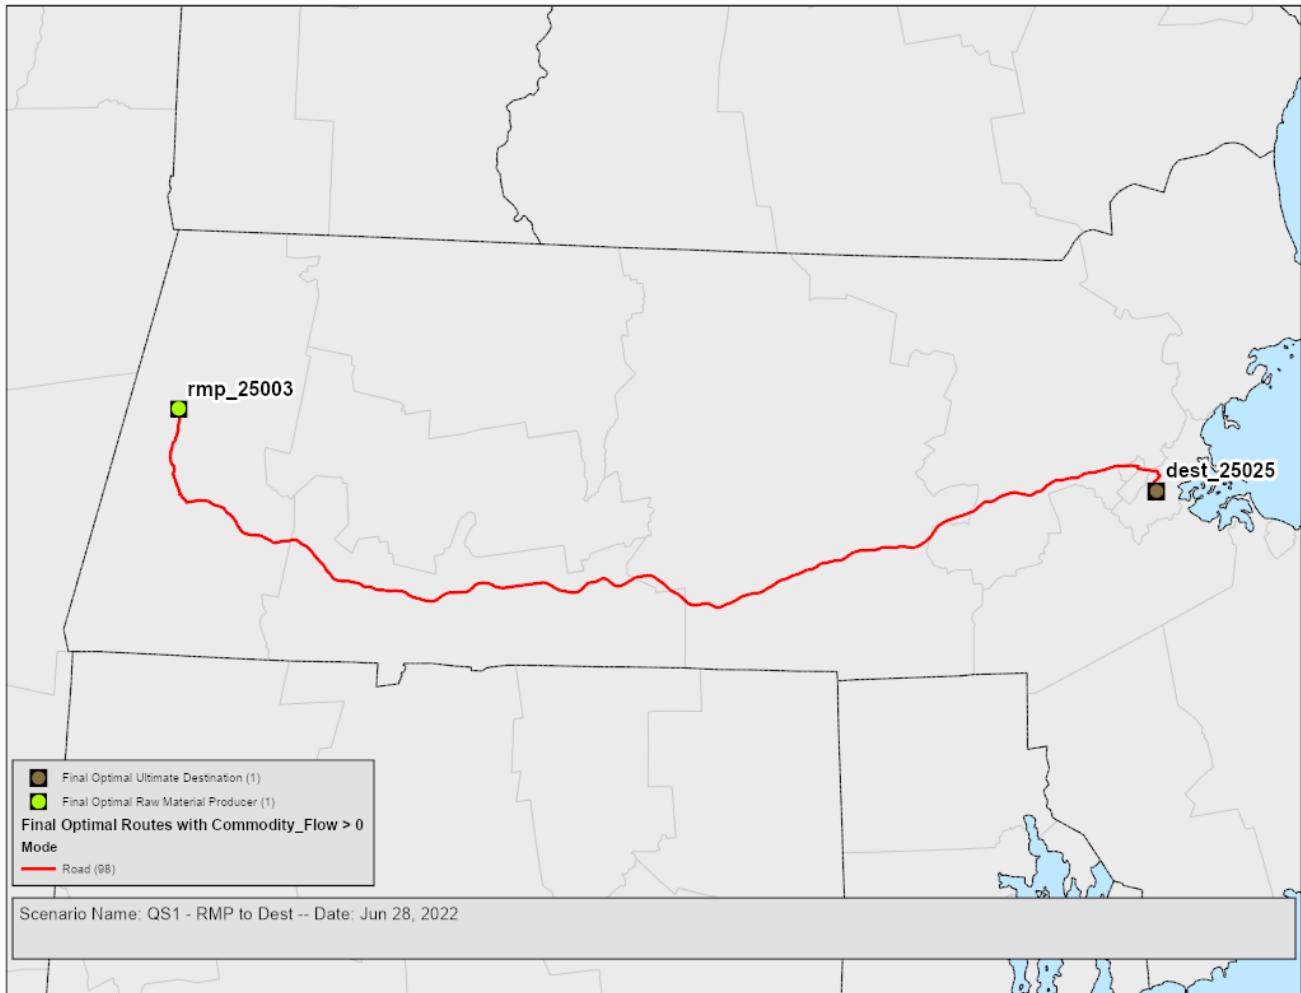 rmp_25003
dest_25025
Final Optimal Ultimate Destination (1)
Final Optimal Raw Material Producer (1)
Final Optimal Routes with Commodity_Flow > 0
Mode
Road (98)
Scenario Name: QS1 - RMP to Dest -- Date: Jun 28, 2022